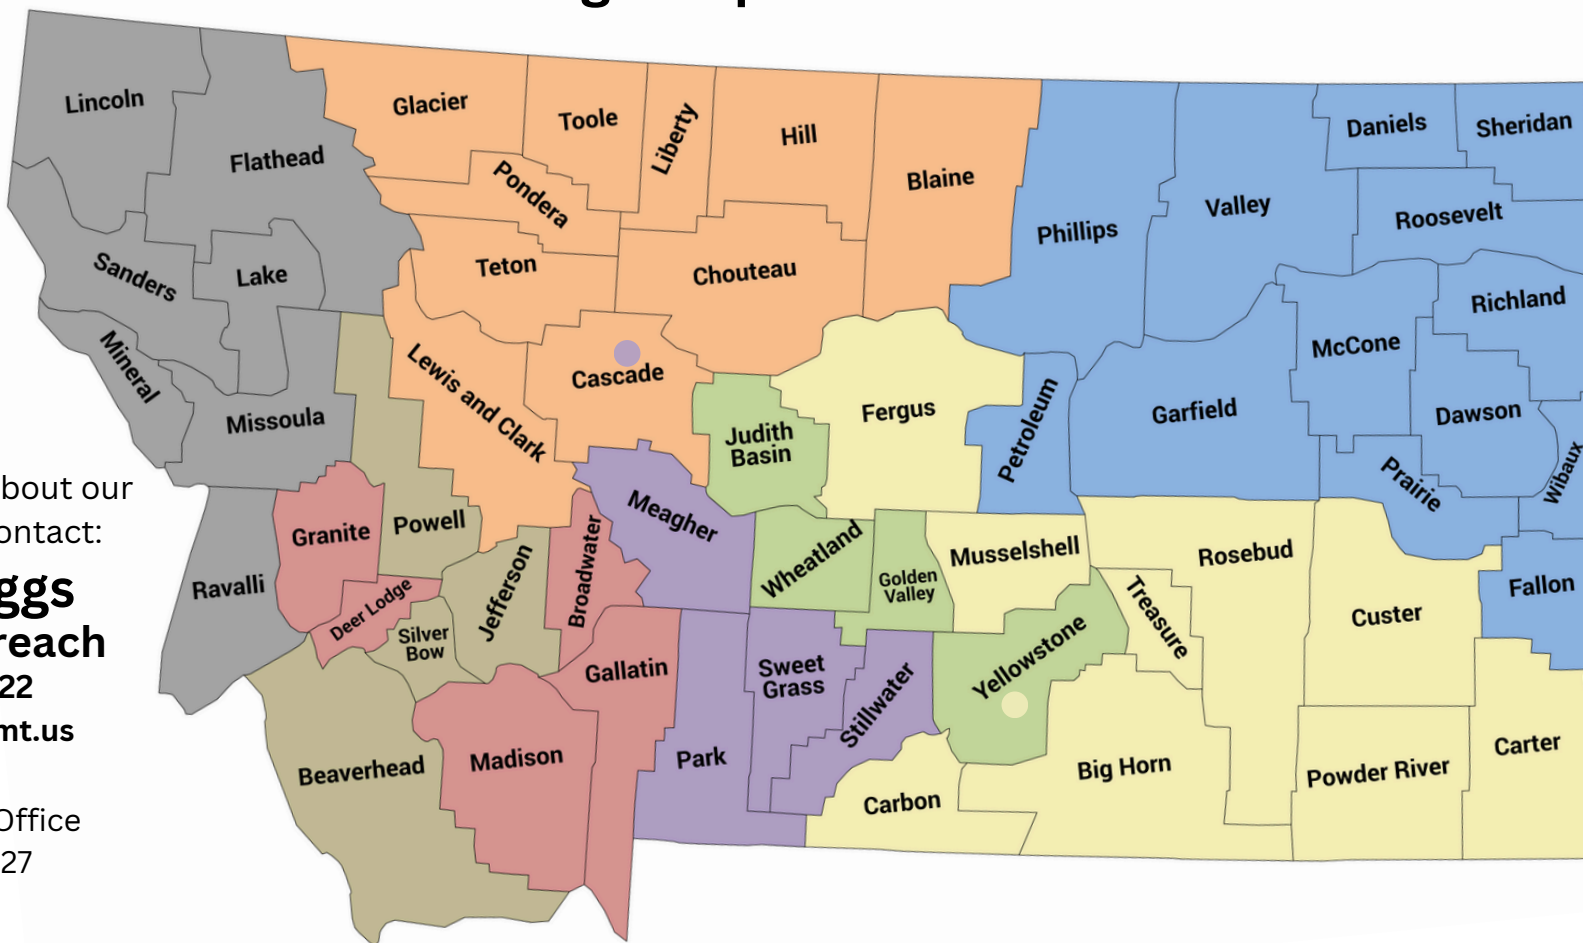 bout our
ontact:
ggs
reach
22
mt.us
Office
27
Lincoln
Flathead
Glacier
Toole
Liberty
Hill
Blaine
Phillips
Valley
Daniels
Sheridan
Roosevelt
Sanders
Lake
Pondera
Teton
Chouteau
Richland
McCone
Mineral
Missoula
Lewis and Clark
Cascade
Judith
Basin
Fergus
Petroleum
Garfield
Dawson
Prairie
Wibaux
Ravalli
Granite
Powell
Deer Lodge
Silver
Bow
Jefferson
Broadwater
Meagher
Wheatland
Golden
Valley
Musselshell
Rosebud
Treasure
Custer
Fallon
Beaverhead
Madison
Gallatin
Park
Sweet
Grass
Stillwater
Yellowstone
Carbon
Big Horn
Powder River
Carter